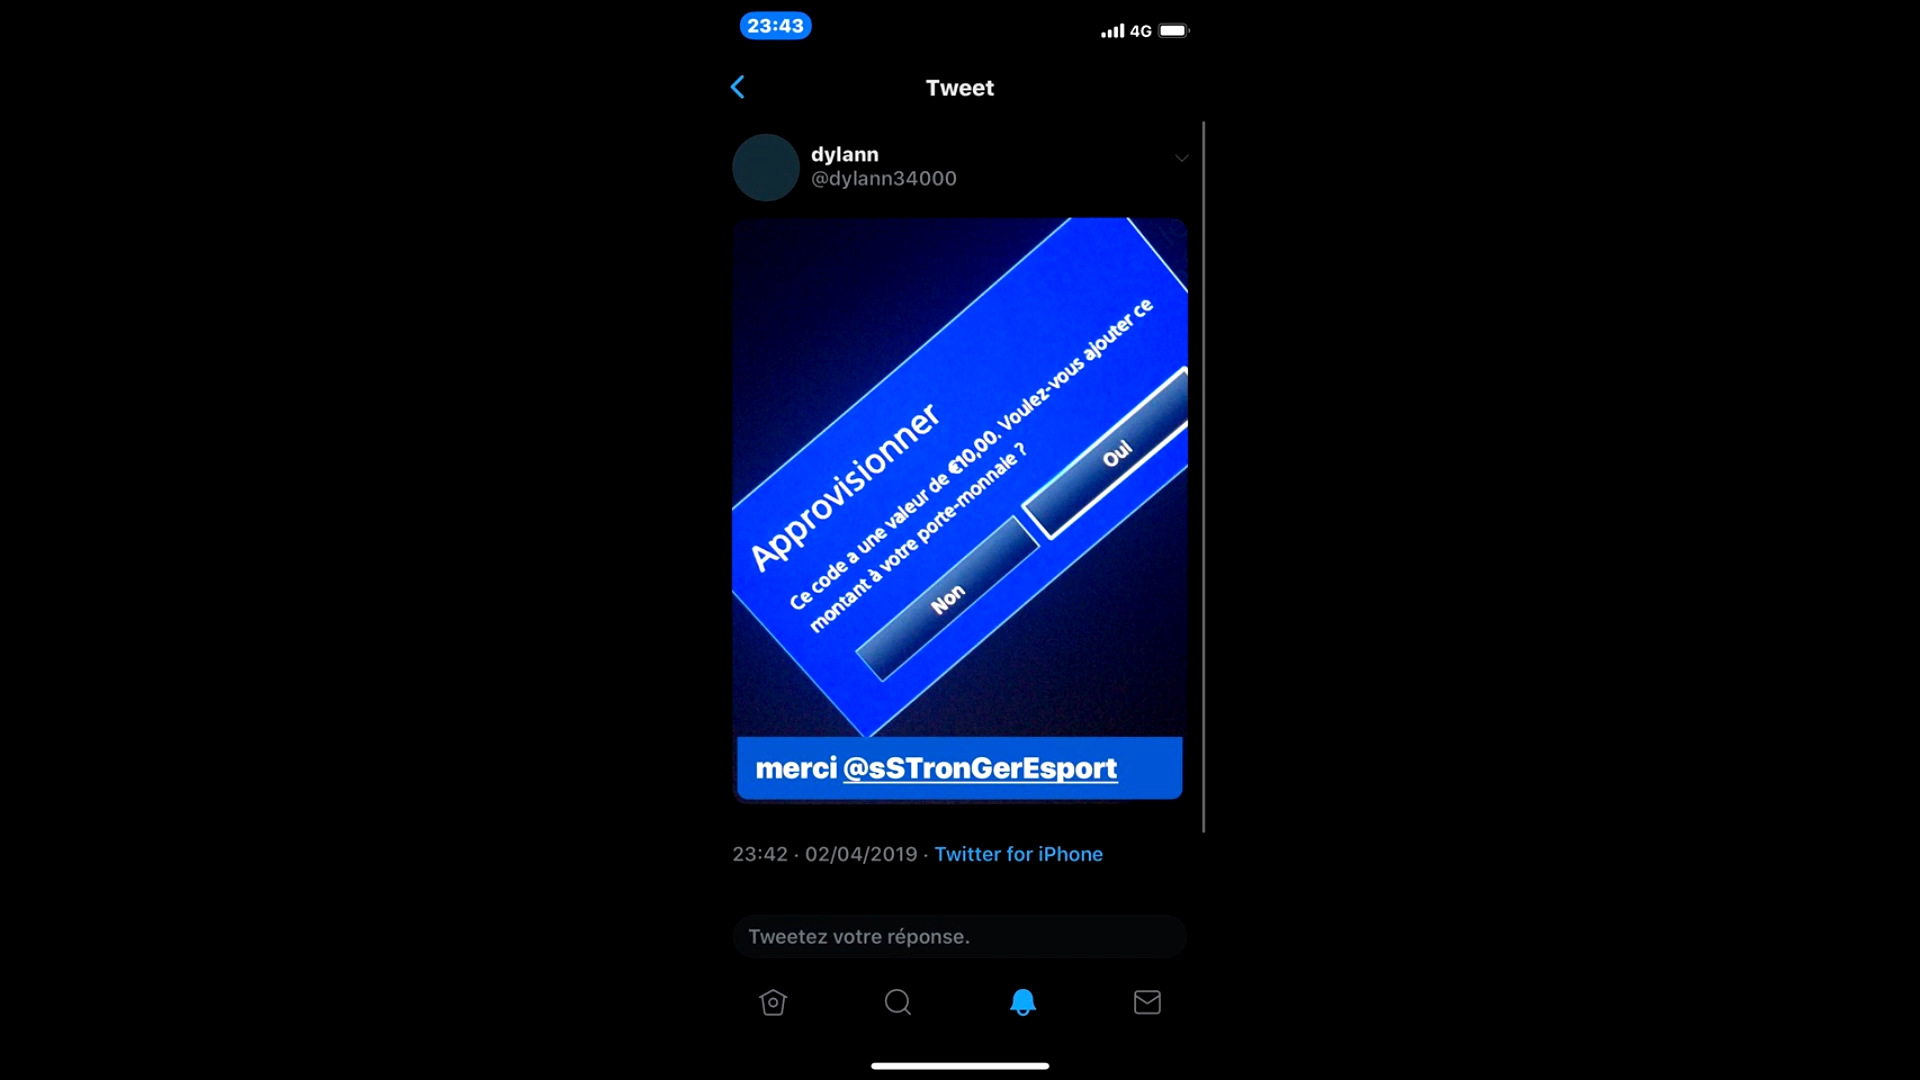 23:43
4G
Tweet
dylann
@dylann34000
Approvisionner
Ce code a une valeur de €10,00. Voulez-vous ajouter ce
montant à votre porte-monnaie ?
Oui
Non
merci @sSTronGerEsport
23:42 · 02/04/2019 · Twitter for iPhone
Tweetez votre réponse.